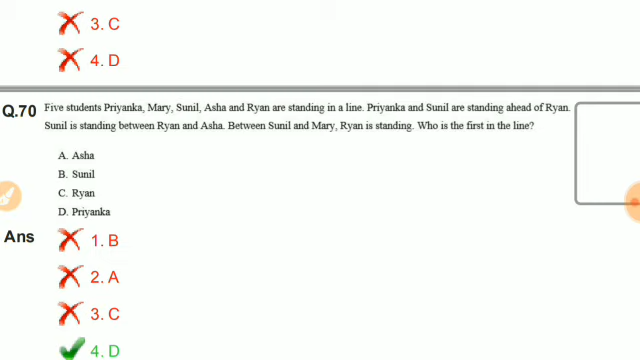 3. C
4. D
Q.70 Five students Priyanka, Mary, Sunil, Asha and Ryan are standing in a line. Priyanka and Sunil are standing ahead of Ryan.
Sunil is standing between Ryan and Asha. Between Sunil and Mary, Ryan is standing. Who is the first in the line?
A. Asha
B. Sunil
C. Ryan
D. Priyanka
Ans 1. B
2. A
3. C
4. D